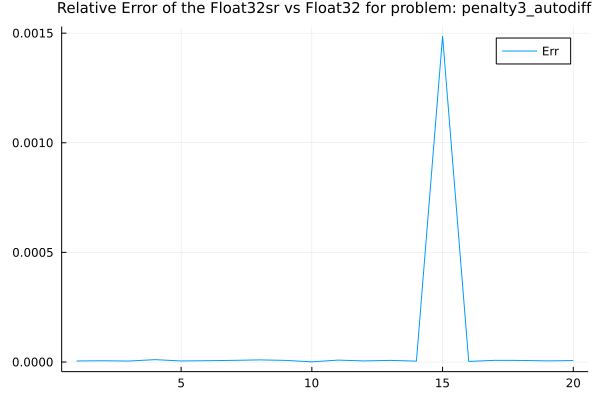 Relative Error of the Float32sr vs Float32 for problem: penalty3_autodiff
0.0015
Err
0.0010
0.0005
0.0000
5 10 15 20